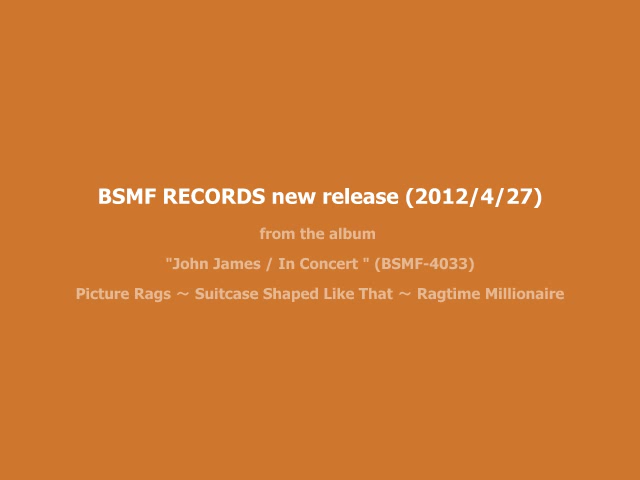 BSMF RECORDS new release (2012/4/27)
from the album
"John James / In Concert " (BSMF-4033)
Picture Rags ～ Suitcase Shaped Like That ～ Ragtime Millionaire